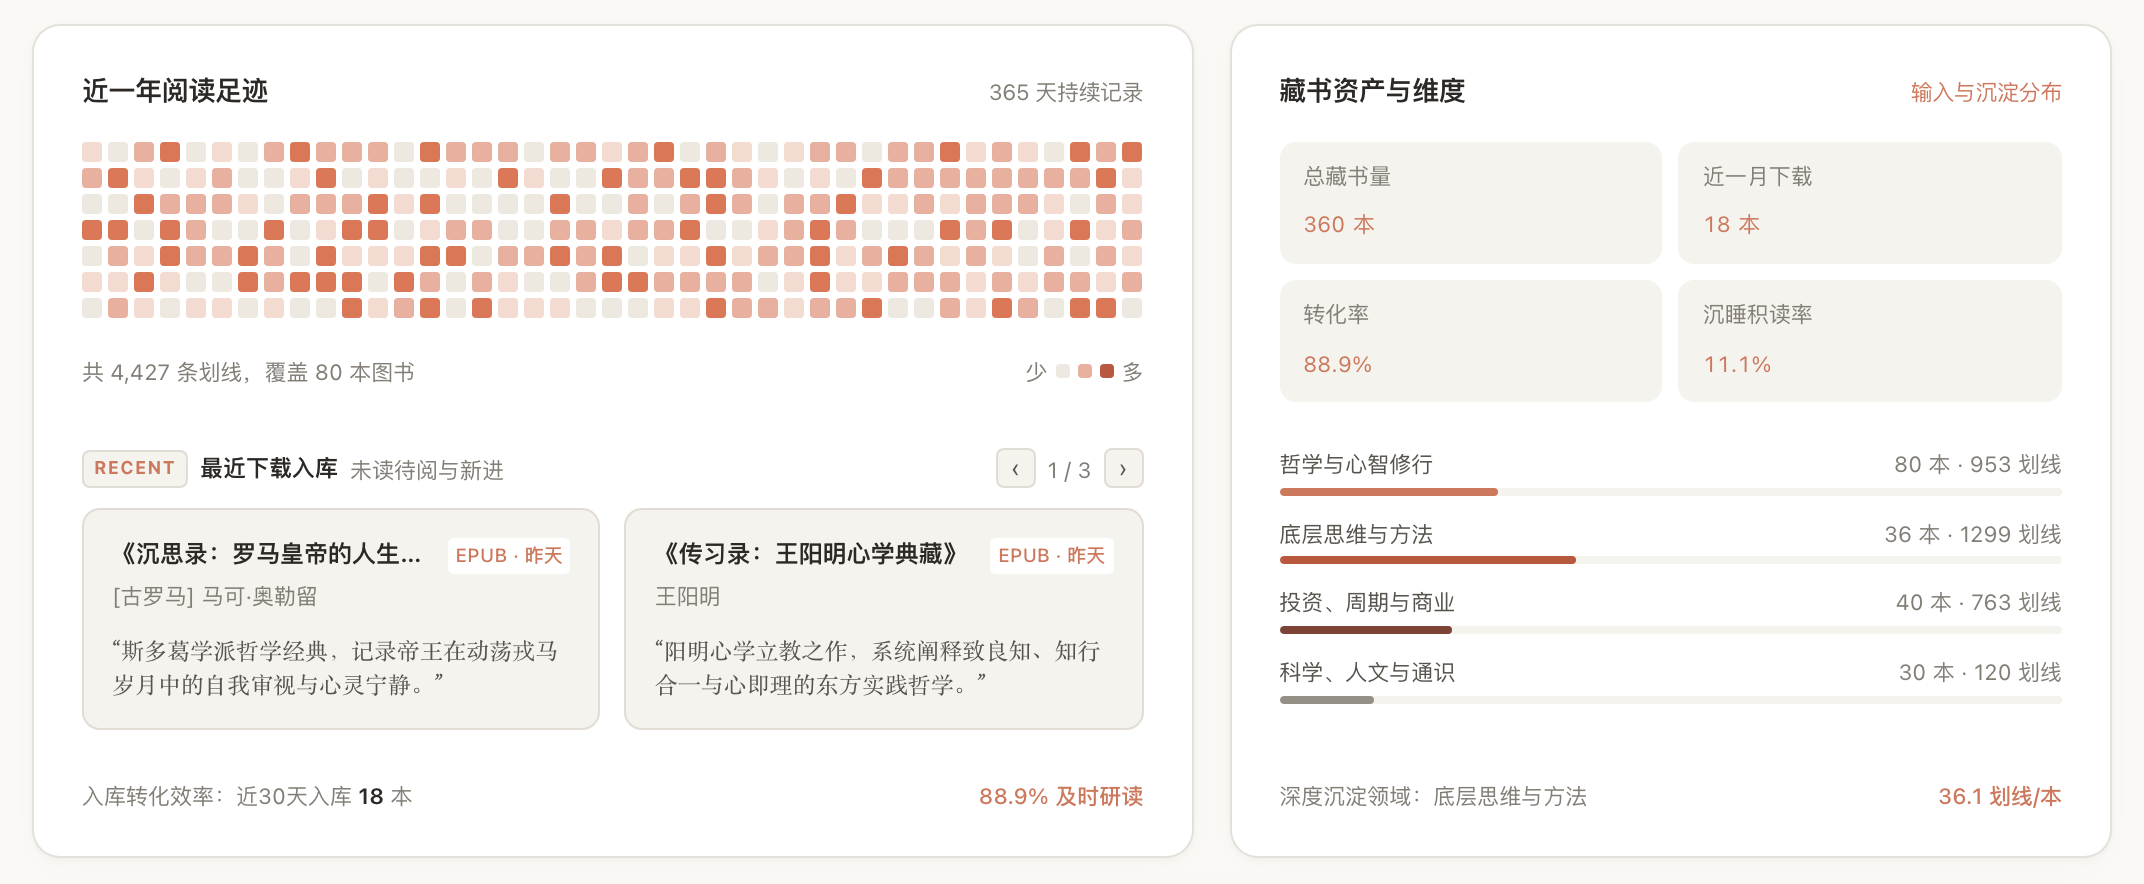 近一年阅读足迹
365 天持续记录
共 4,427 条划线，覆盖 80 本图书
少 多
RECENT 最近下载入库 未读待阅与新进
‹ 1 / 3 ›
《沉思录：罗马皇帝的人生...
EPUB · 昨天
[古罗马] 马可·奥勒留
“斯多葛学派哲学经典，记录帝王在动荡戎马
岁月中的自我审视与心灵宁静。”
《传习录：王阳明心学典藏》
EPUB · 昨天
王阳明
“阳明心学立教之作，系统阐释致良知、知行
合一与心即理的东方实践哲学。”
入库转化效率：近30天入库 18 本
88.9% 及时研读
藏书资产与维度
输入与沉淀分布
总藏书量
360 本
近一月下载
18 本
转化率
88.9%
沉睡积读率
11.1%
哲学与心智修行
80 本 · 953 划线
底层思维与方法
36 本 · 1299 划线
投资、周期与商业
40 本 · 763 划线
科学、人文与通识
30 本 · 120 划线
深度沉淀领域：底层思维与方法
36.1 划线/本